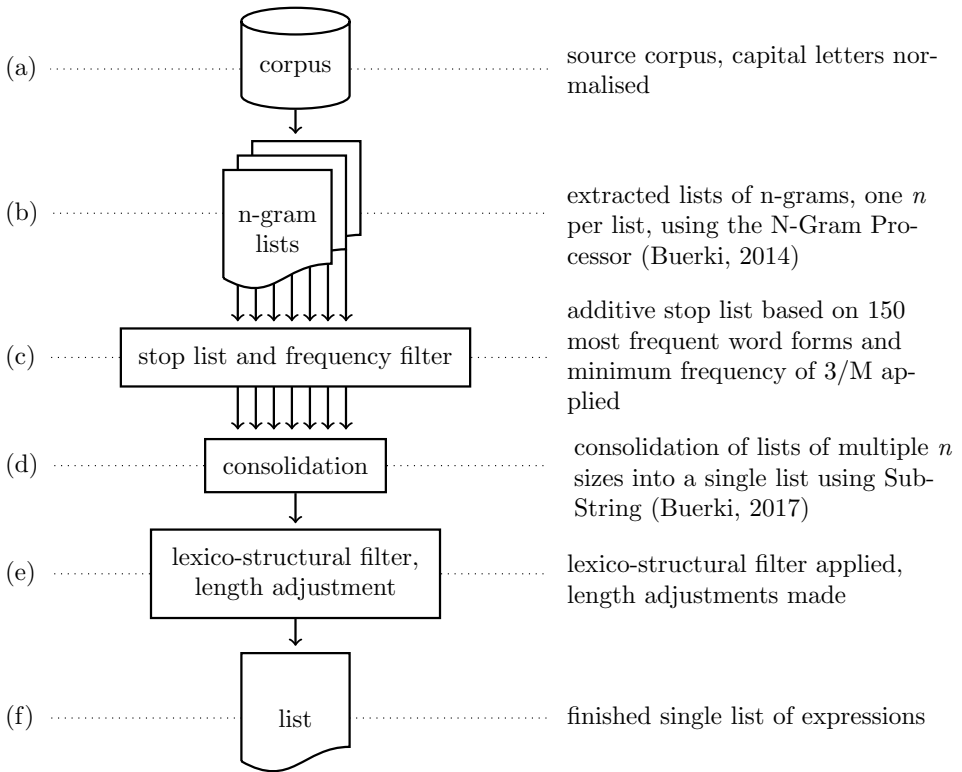 (a)
corpus
source corpus, capital letters nor-
malised
(b)
n-gram
lists
extracted lists of n-grams, one n
per list, using the N-Gram Pro-
cessor (Buerki, 2014)
(c)
stop list and frequency filter
additive stop list based on 150
most frequent word forms and
minimum frequency of 3/M ap-
plied
(d)
consolidation
consolidation of lists of multiple n
sizes into a single list using Sub-
String (Buerki, 2017)
(e)
lexico-structural filter,
length adjustment
lexico-structural filter applied,
length adjustments made
(f)
list
finished single list of expressions